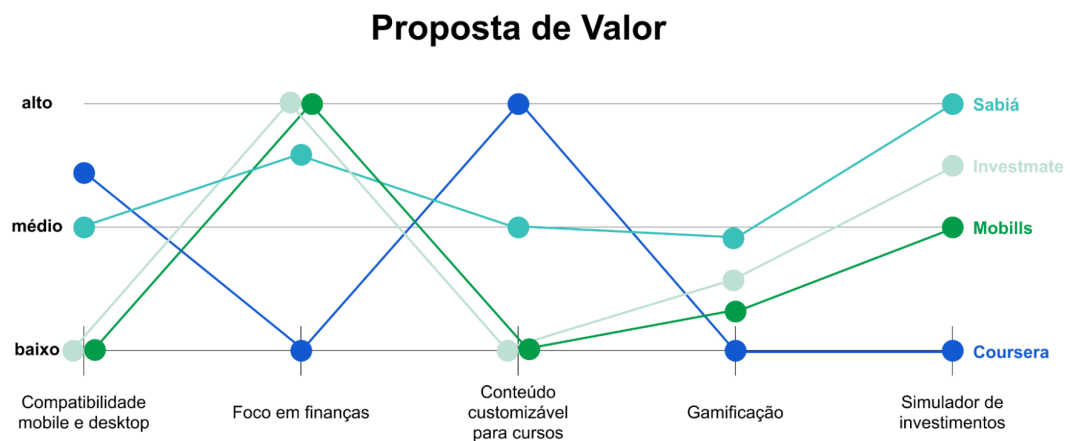 Proposta de Valor
alto
médio
baixo
Sabiá
Investmate
Mobills
Coursera
Compatibilidade
mobile e desktop
Foco em finanças
Conteúdo
customizável
para cursos
Gamificação
Simulador de
investimentos